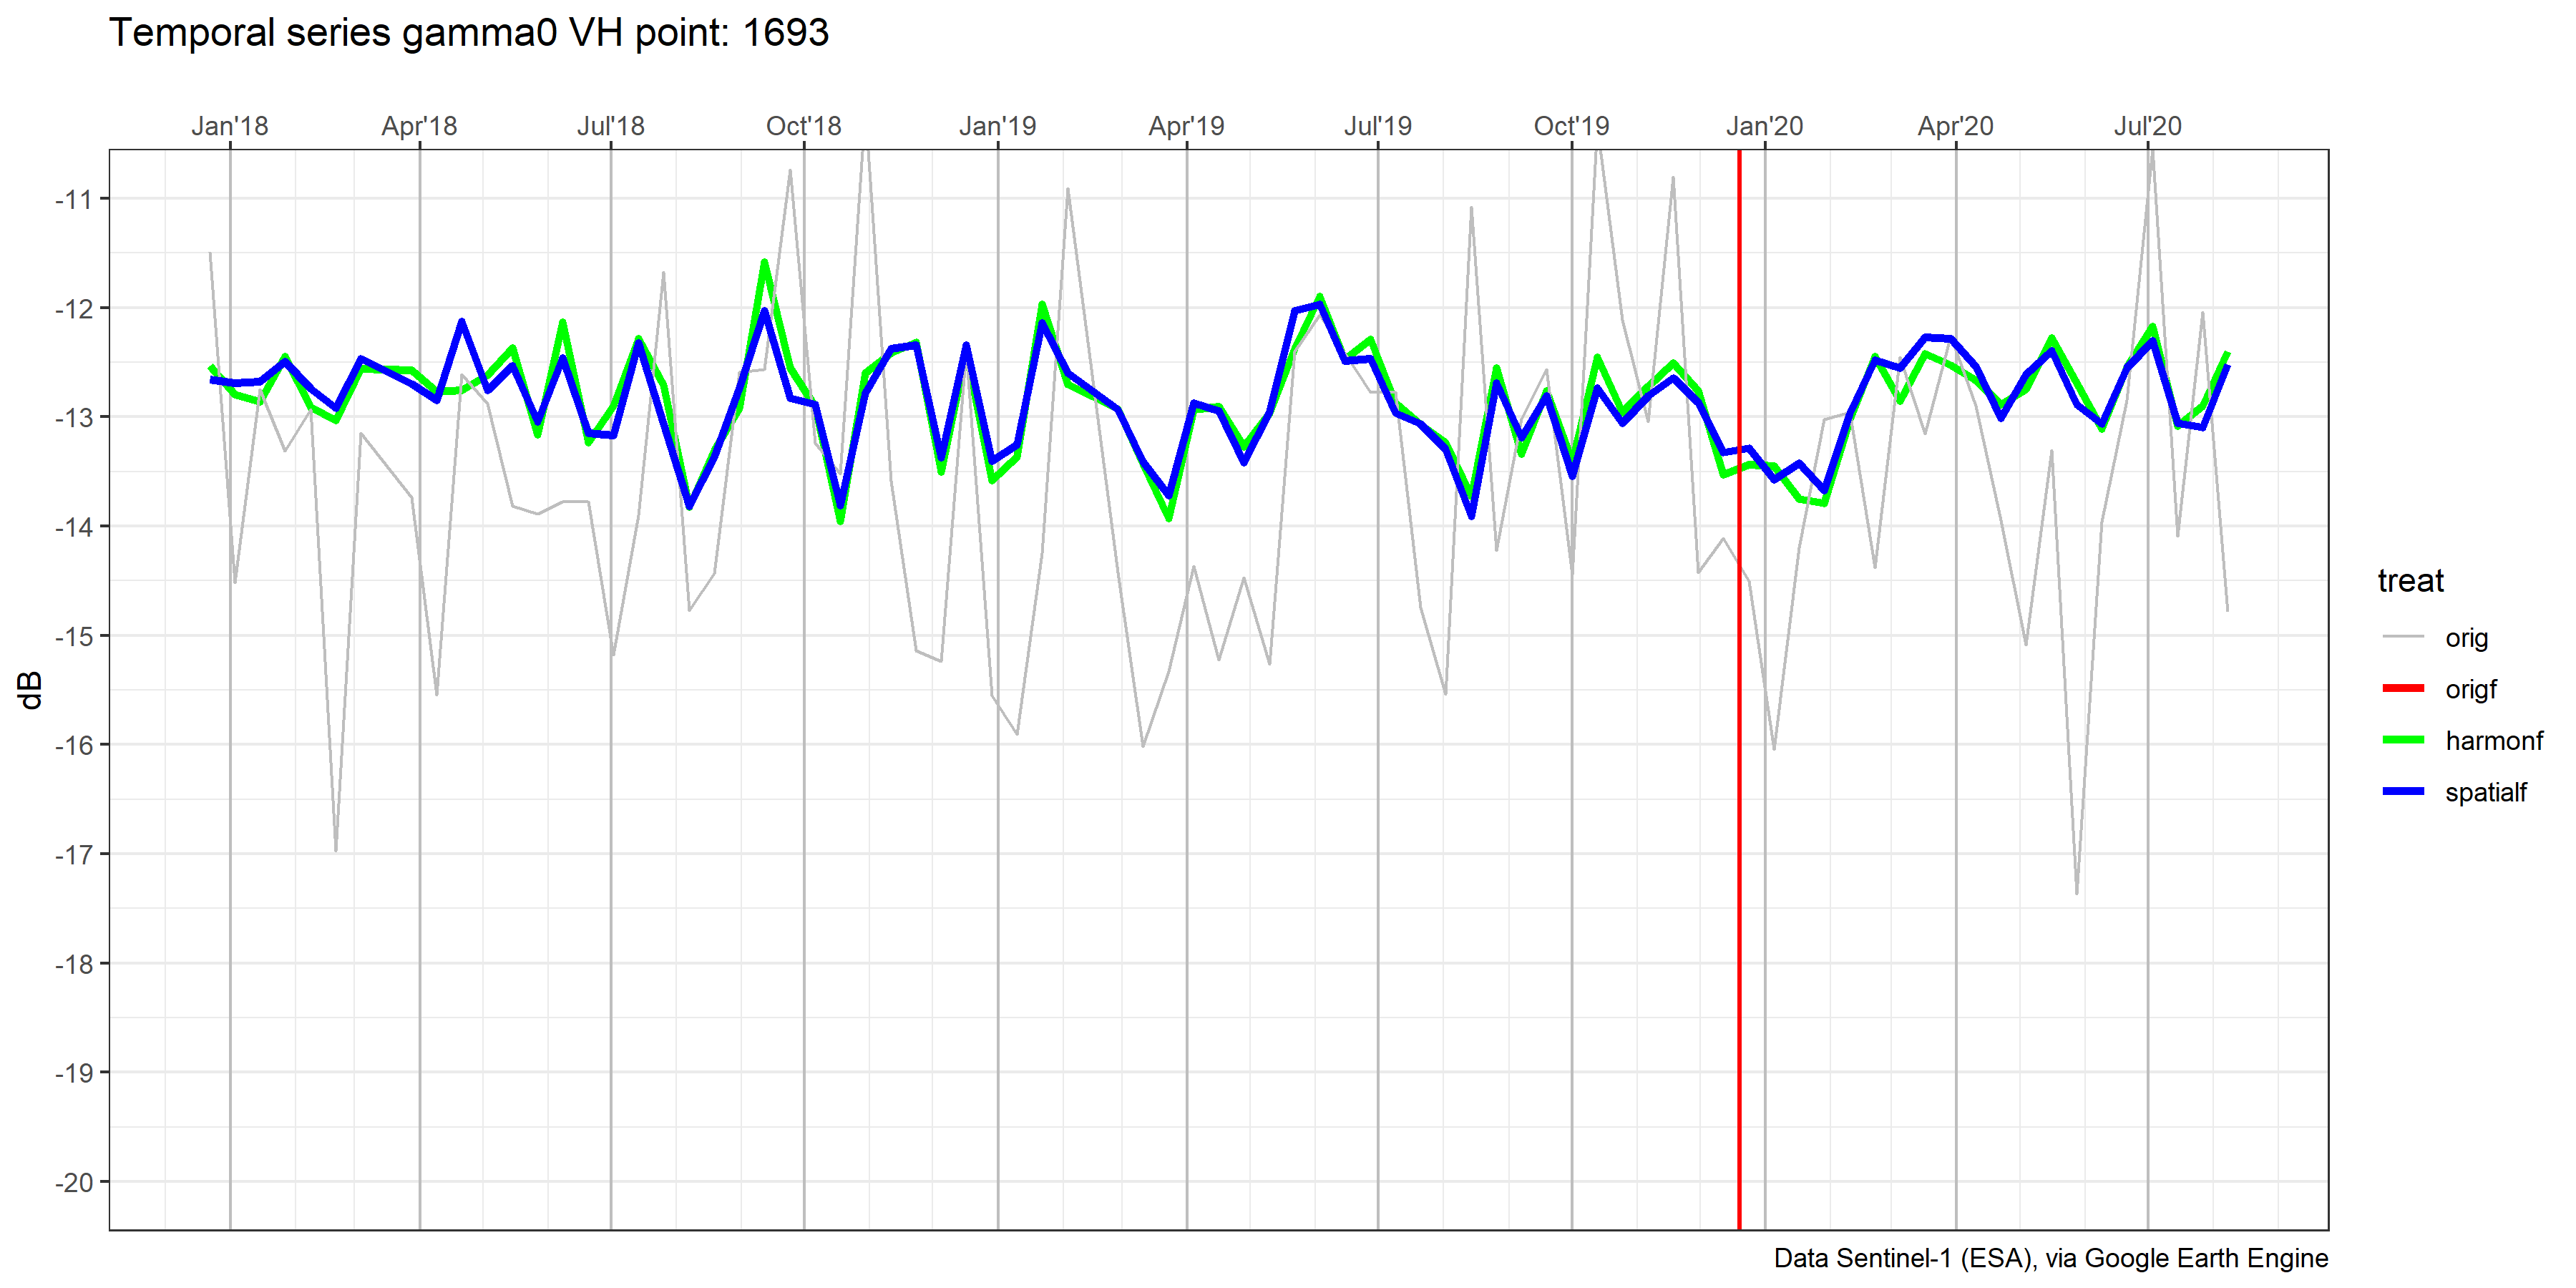 Temporal series gamma0 VH point: 1693
Jan'18 Apr'18 Jul'18 Oct'18 Jan'19 Apr'19 Jul'19 Oct'19 Jan'20 Apr'20 Jul'20
-11
-12
-13
-14
-15
-16
-17
-18
-19
-20
dB
treat
orig
origf
harmonf
spatialf
Data Sentinel-1 (ESA), via Google Earth Engine